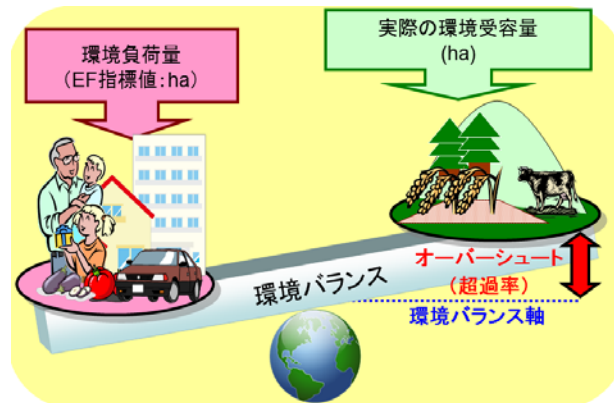 環境負荷量
（EF指標値：ha）
実際の環境受容量
(ha)
環境バランス
オーバーシュート
（超過率）
環境バランス軸